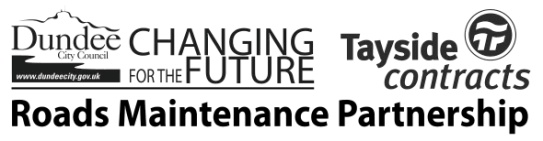 Dundee
City Council
www.dundeecity.gov.uk
CHANGING
FOR THE FUTURE
Tayside
contracts
Roads Maintenance Partnership